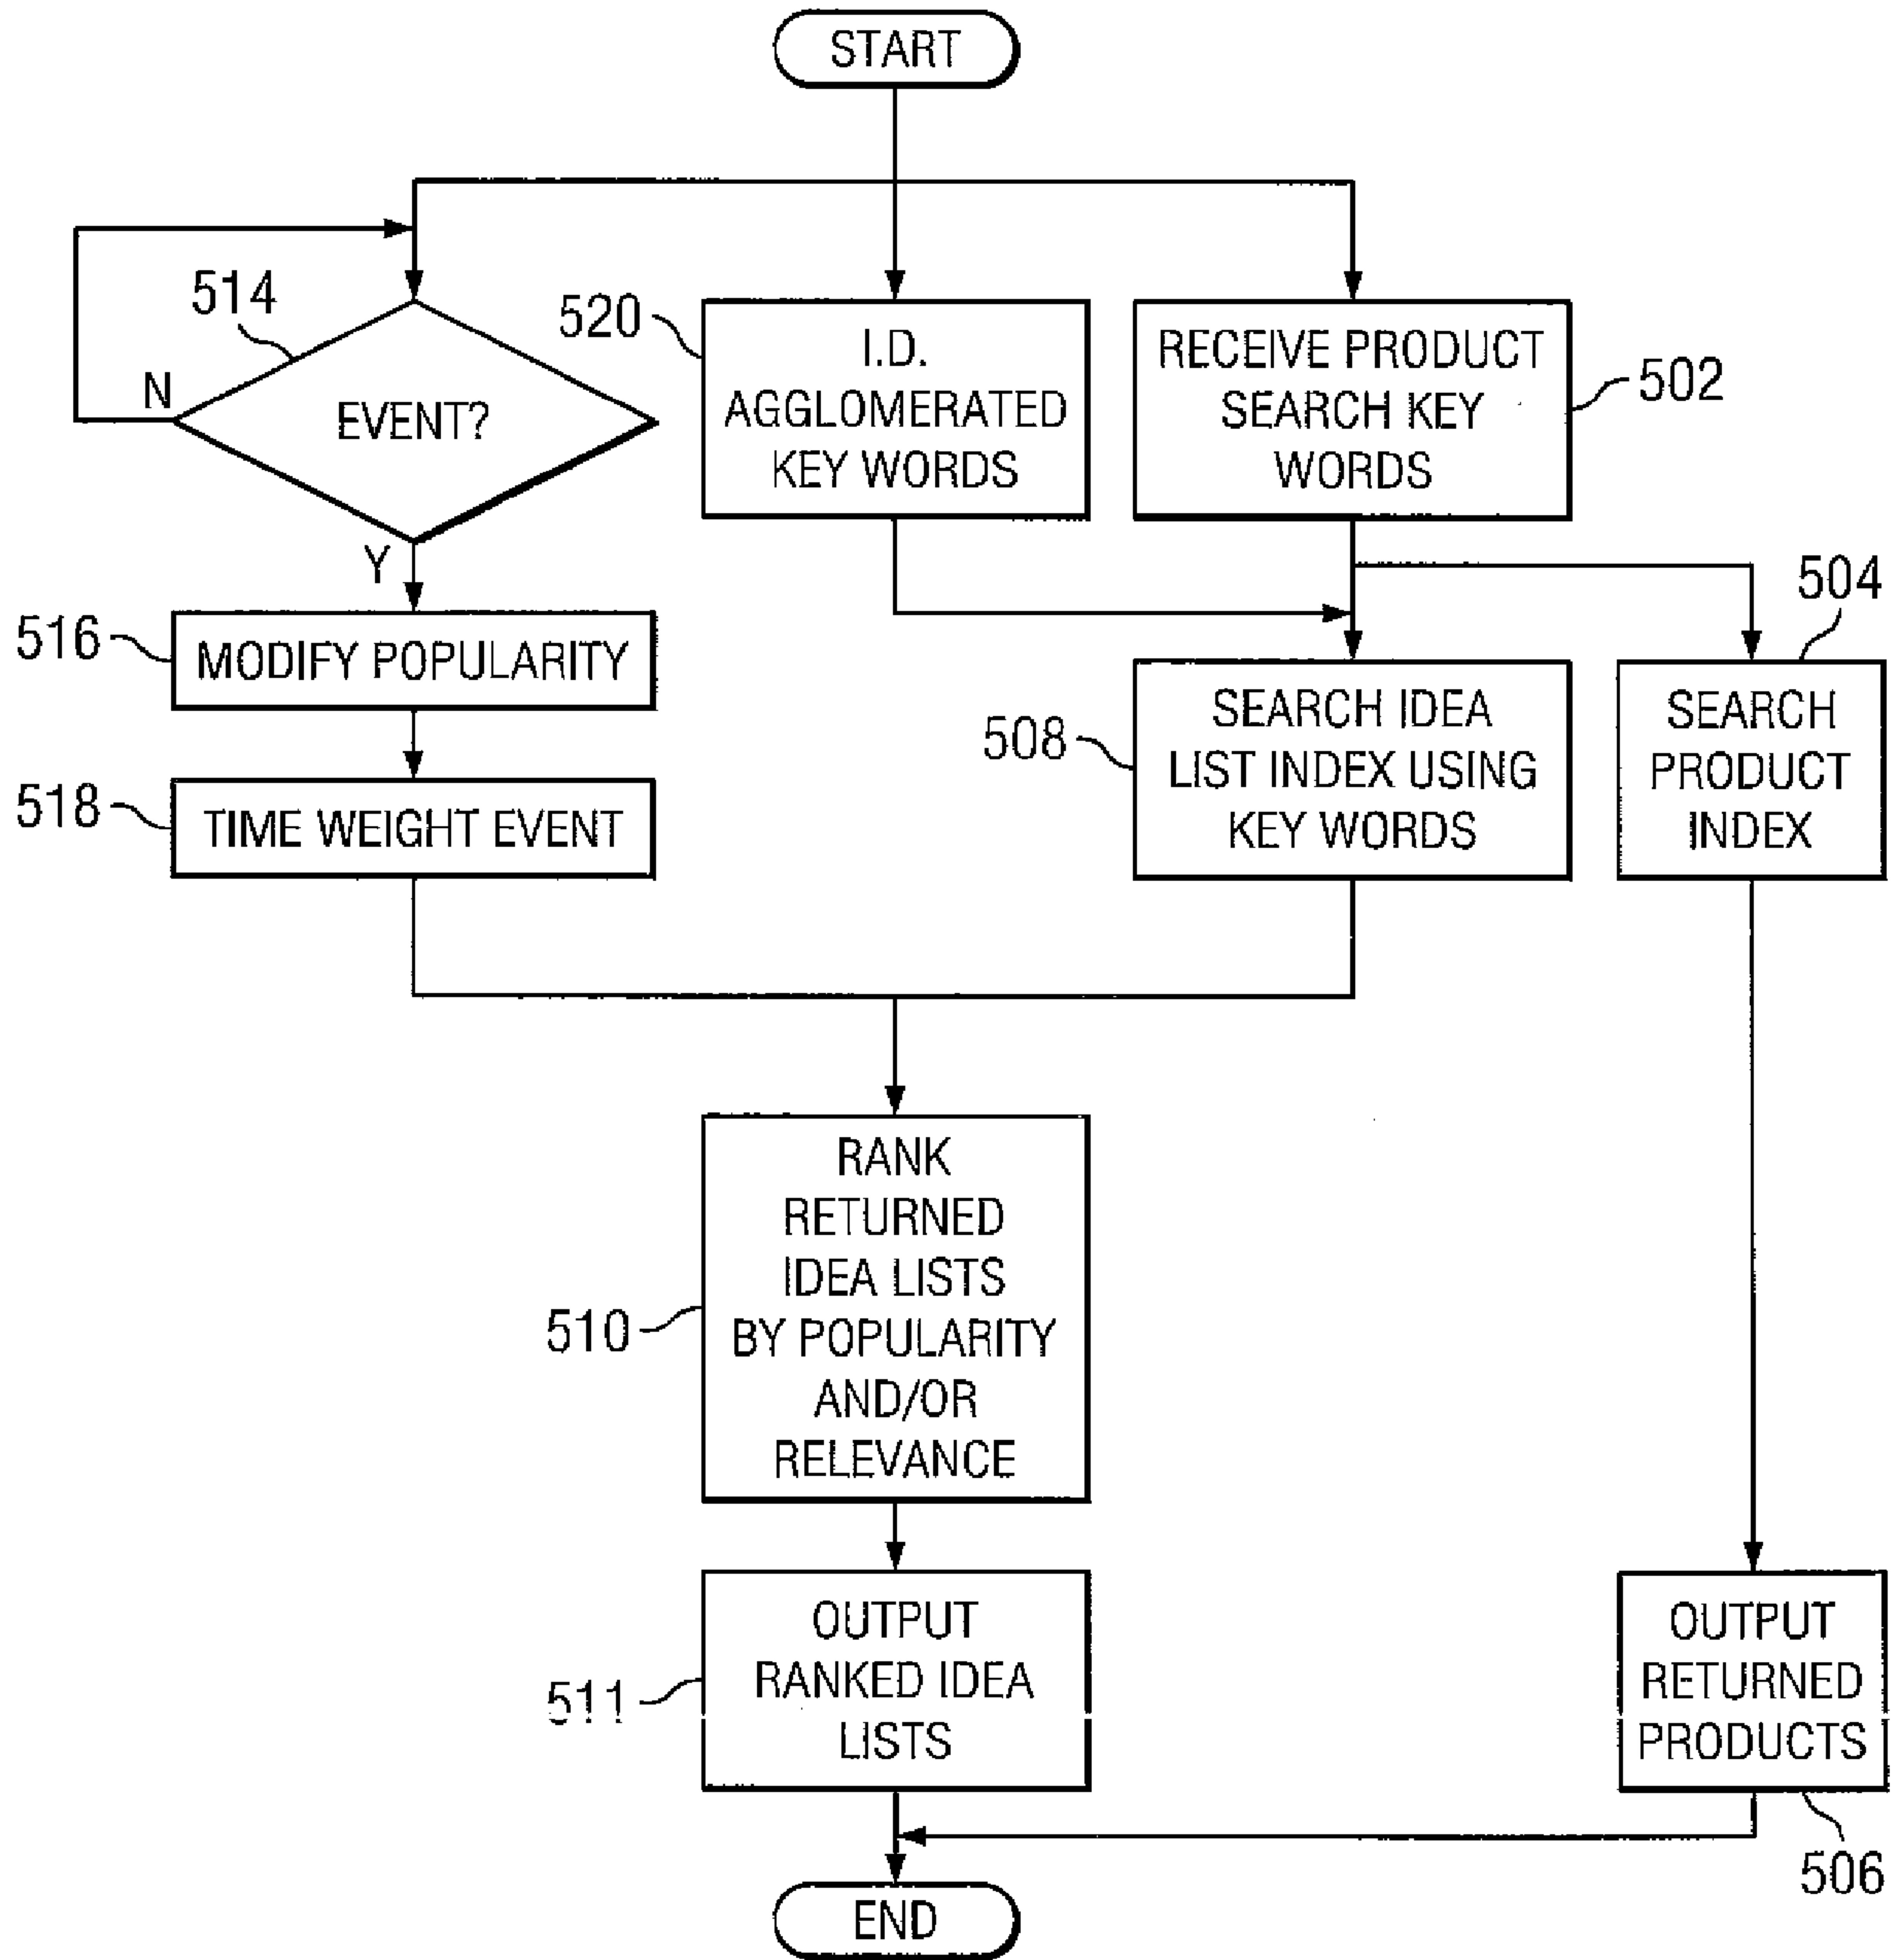 START
514
N
EVENT?
Y
520
I.D.
AGGLOMERATED
KEY WORDS
RECEIVE PRODUCT
SEARCH KEY
WORDS
502
516
MODIFY POPULARITY
518
TIME WEIGHT EVENT
508
SEARCH IDEA
LIST INDEX USING
KEY WORDS
504
SEARCH
PRODUCT
INDEX
510
RANK
RETURNED
IDEA LISTS
BY POPULARITY
AND/OR
RELEVANCE
511
OUTPUT
RANKED IDEA
LISTS
OUTPUT
RETURNED
PRODUCTS
506
END